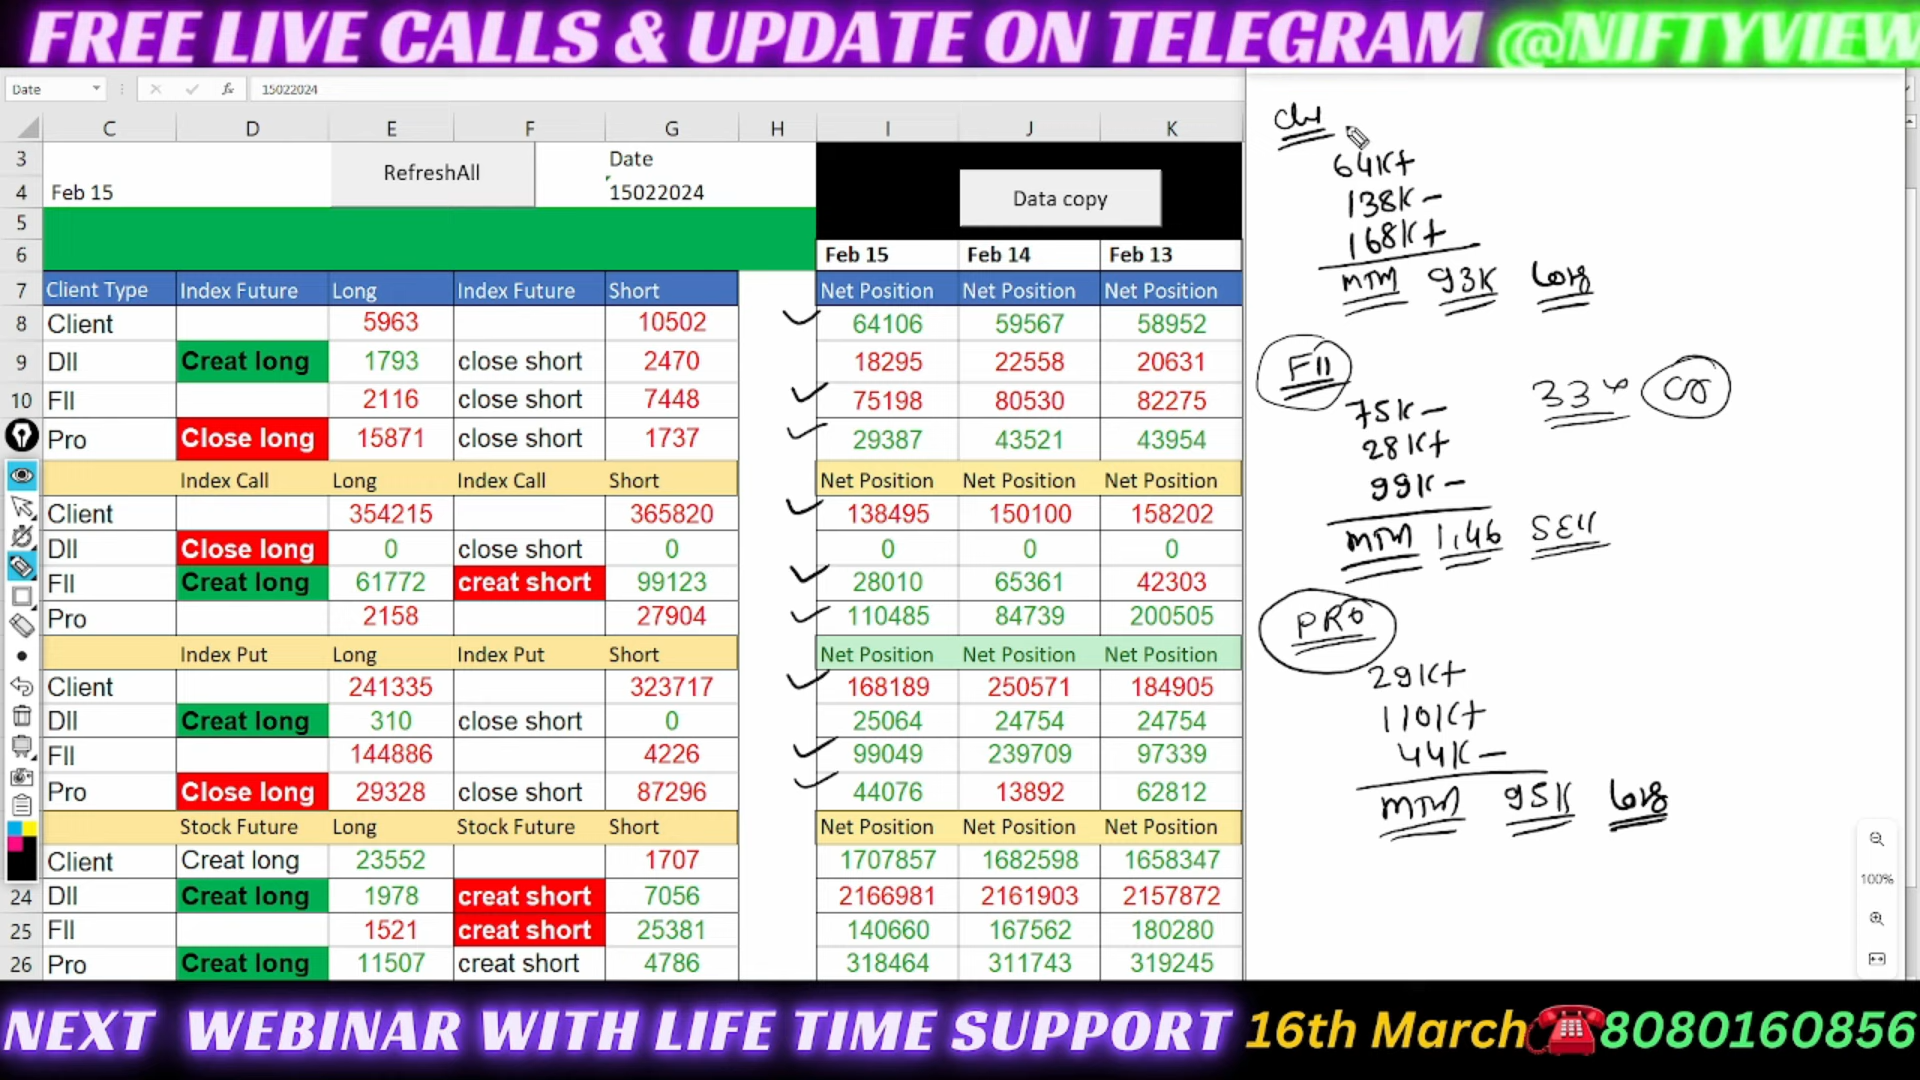 FREE LIVE CALLS & UPDATE ON TELEGRAM @NIFTYVIEW
Date fx 15022024
C D E F G H I J K
3 RefreshAll Date
4 Feb 15 15022024 Data copy
5
6 Feb 15 Feb 14 Feb 13
7 Client Type Index Future Long Index Future Short Net Position Net Position Net Position
8 Client 5963 10502 64106 59567 58952
9 DII Creat long 1793 close short 2470 18295 22558 20631
10 FII 2116 close short 7448 75198 80530 82275
Pro Close long 15871 close short 1737 29387 43521 43954
Index Call Long Index Call Short Net Position Net Position Net Position
Client 354215 365820 138495 150100 158202
DII Close long 0 close short 0 0 0 0
FII Creat long 61772 creat short 99123 28010 65361 42303
Pro 2158 27904 110485 84739 200505
Index Put Long Index Put Short Net Position Net Position Net Position
Client 241335 323717 168189 250571 184905
DII Creat long 310 close short 0 25064 24754 24754
FII 144886 4226 99049 239709 97339
Pro Close long 29328 close short 87296 44076 13892 62812
Stock Future Long Stock Future Short Net Position Net Position Net Position
Client Creat long 23552 1707 1707857 1682598 1658347
24 DII Creat long 1978 creat short 7056 2166981 2161903 2157872
25 FII 1521 creat short 25381 140660 167562 180280
26 Pro Creat long 11507 creat short 4786 318464 311743 319245
64K+
138K-
168K+
MTM 93K long
FII
75K-
28K+
99K-
MTM 1,46 SEll
PRO
29K+
110K+
44K-
MTM 95K long
100%
NEXT WEBINAR WITH LIFE TIME SUPPORT 16th March 8080160856